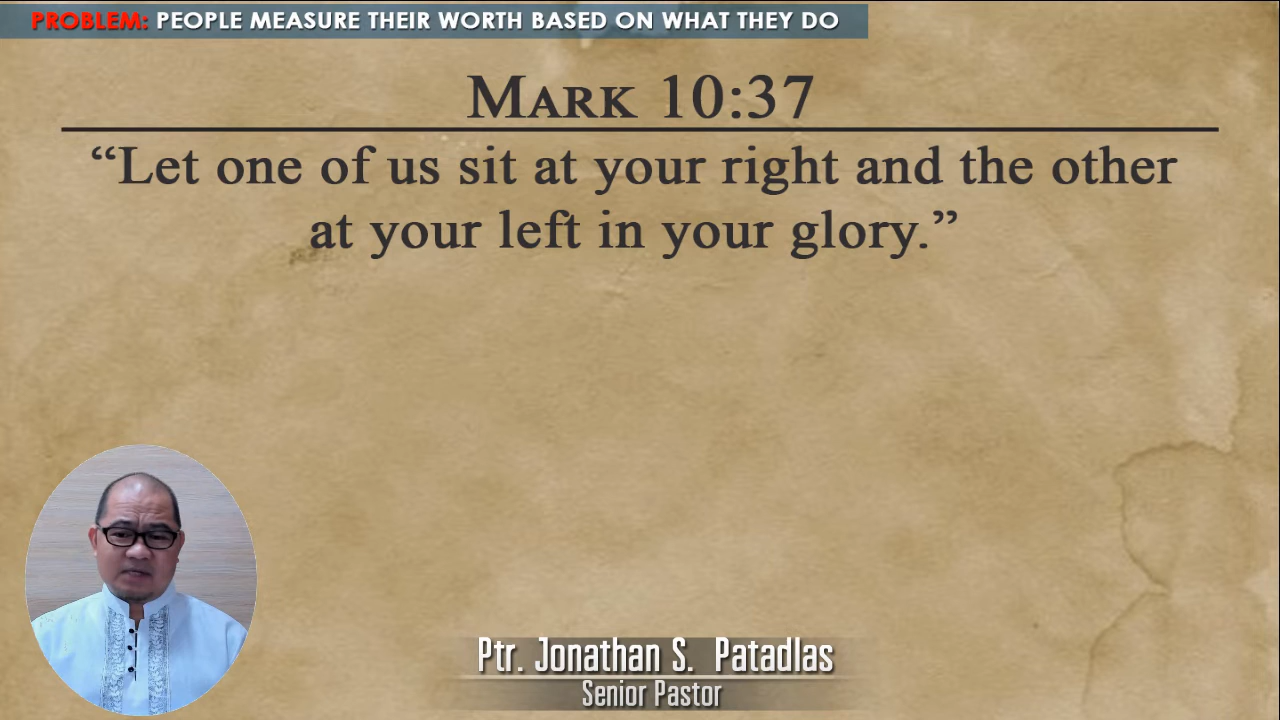 PROBLEM: PEOPLE MEASURE THEIR WORTH BASED ON WHAT THEY DO
MARK 10:37
“Let one of us sit at your right and the other
at your left in your glory.”
Ptr. Jonathan S. Patadlas
Senior Pastor